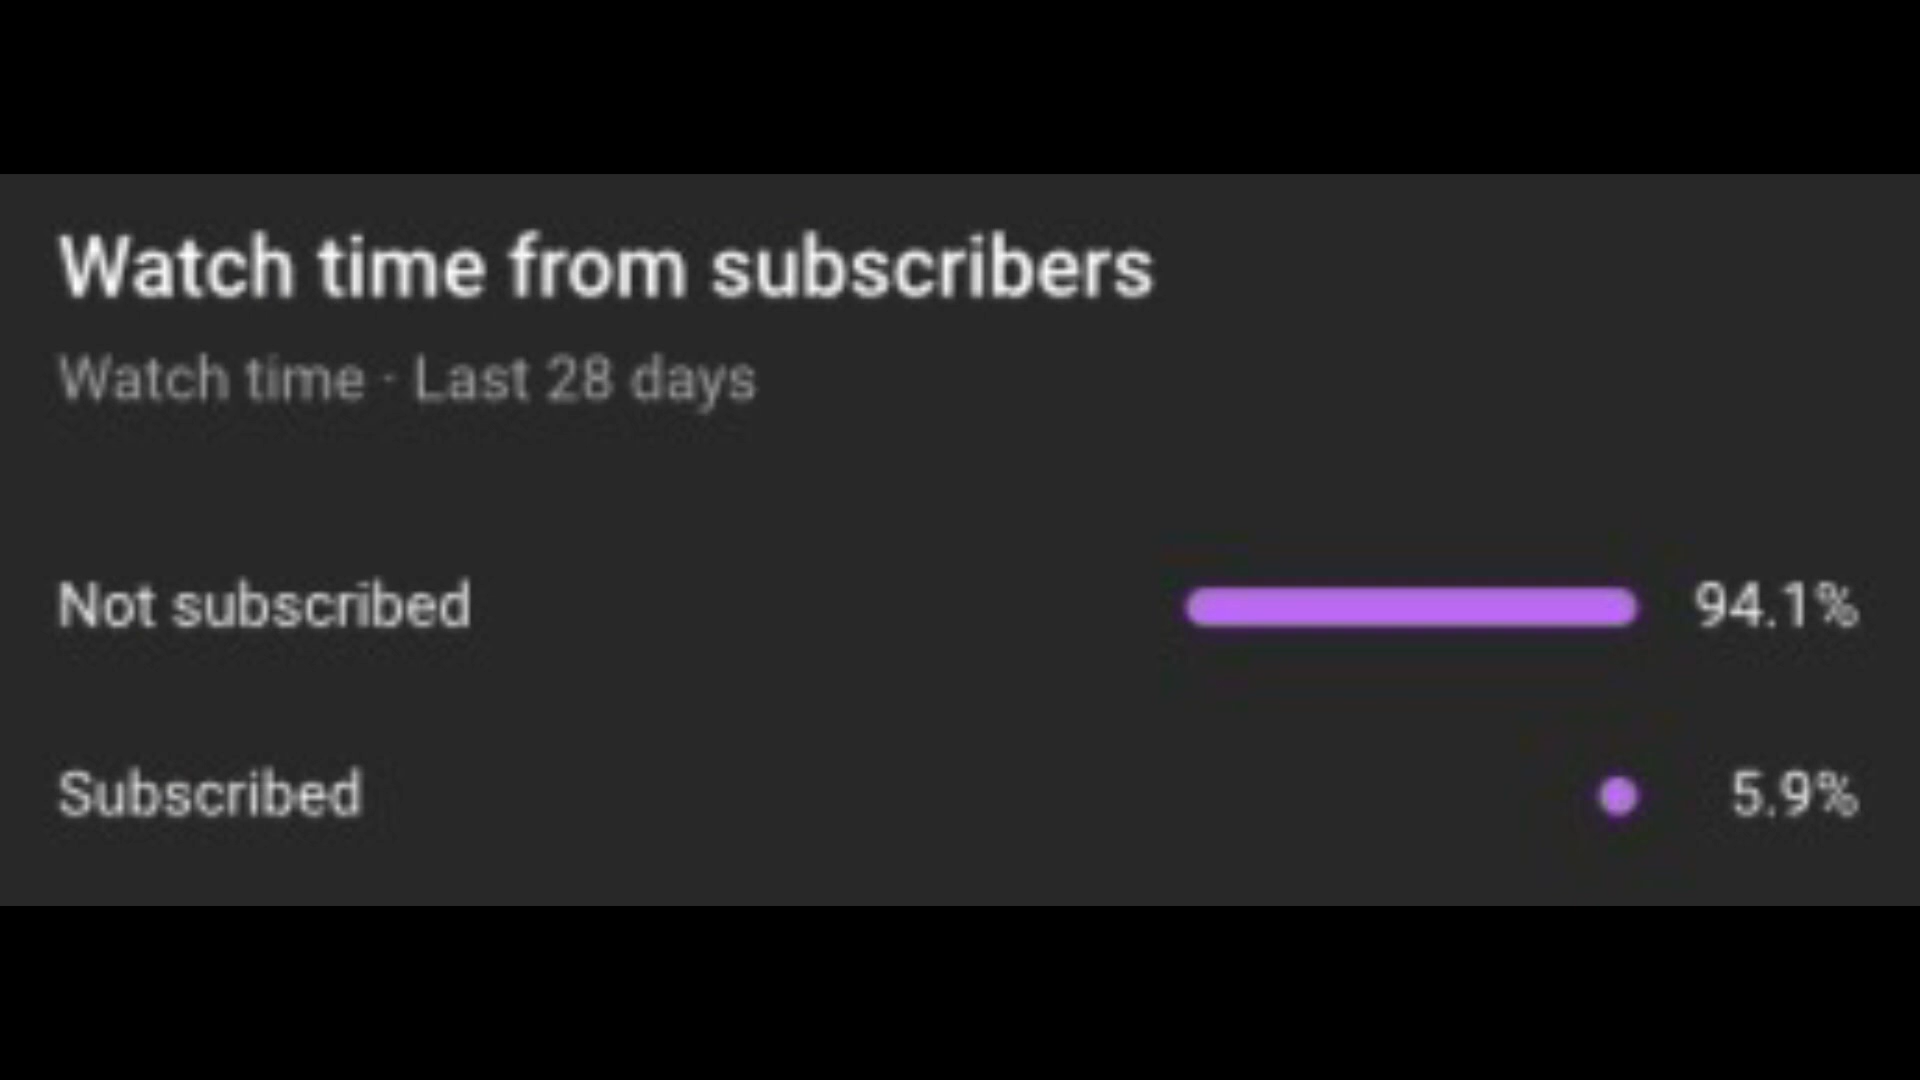 Watch time from subscribers
Watch time · Last 28 days
Not subscribed 94.1%
Subscribed 5.9%